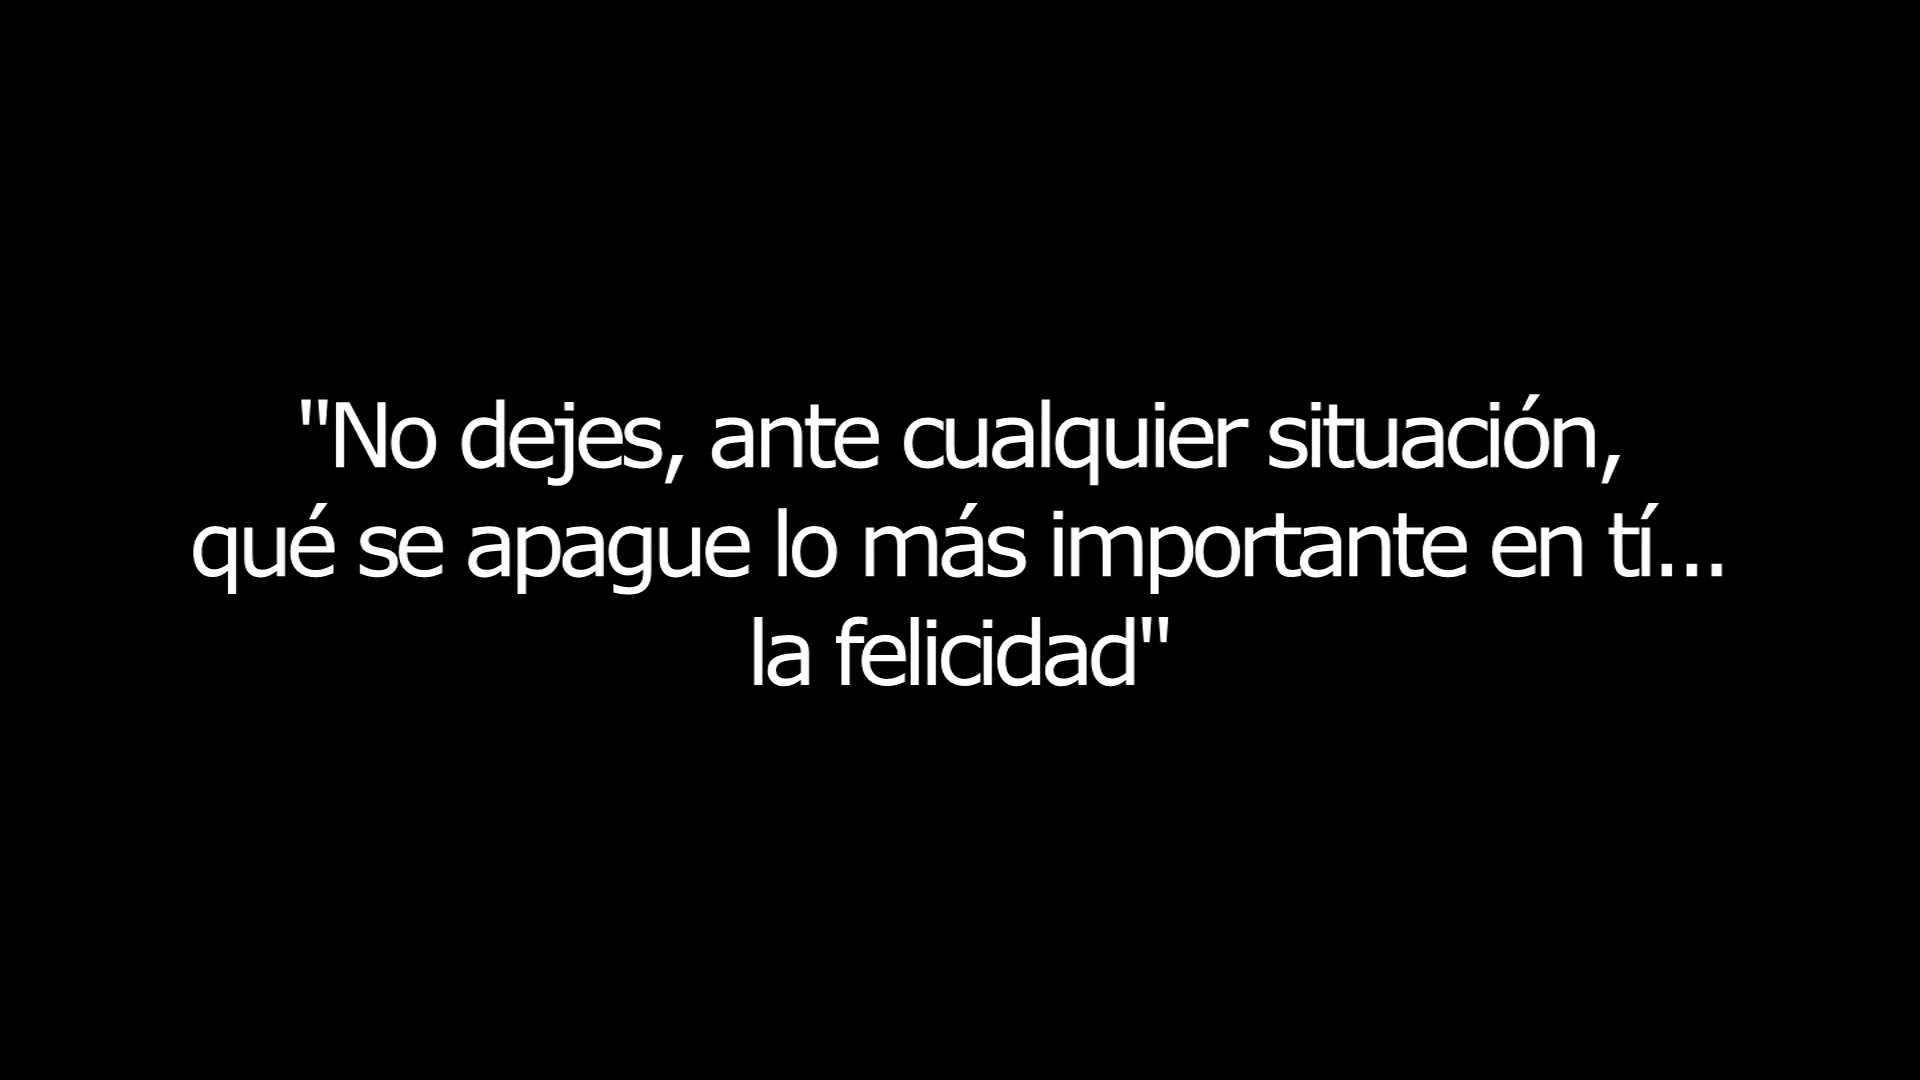 "No dejes, ante cualquier situación,
qué se apague lo más importante en tí...
la felicidad"